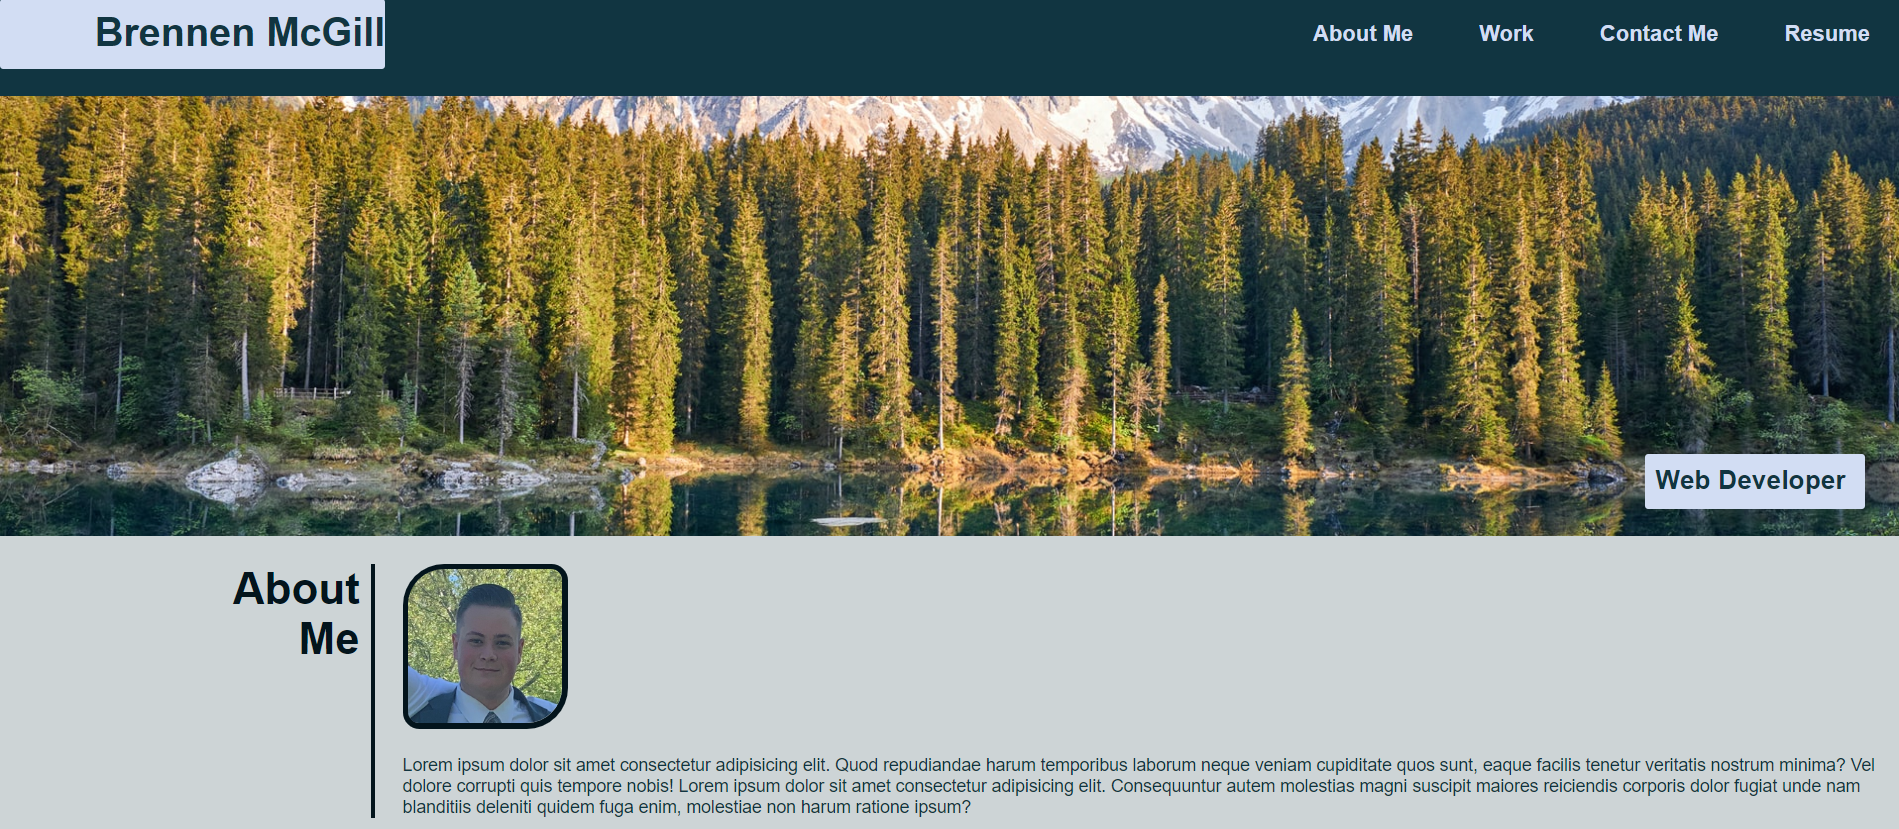 Brennen McGill
About Me Work Contact Me Resume
Web Developer
About
Me
Lorem ipsum dolor sit amet consectetur adipisicing elit. Quod repudiandae harum temporibus laborum neque veniam cupiditate quos sunt, eaque facilis tenetur veritatis nostrum minima? Vel
dolore corrupti quis tempore nobis! Lorem ipsum dolor sit amet consectetur adipisicing elit. Consequuntur autem molestias magni suscipit maiores reiciendis corporis dolor fugiat unde nam
blanditiis deleniti quidem fuga enim, molestiae non harum ratione ipsum?